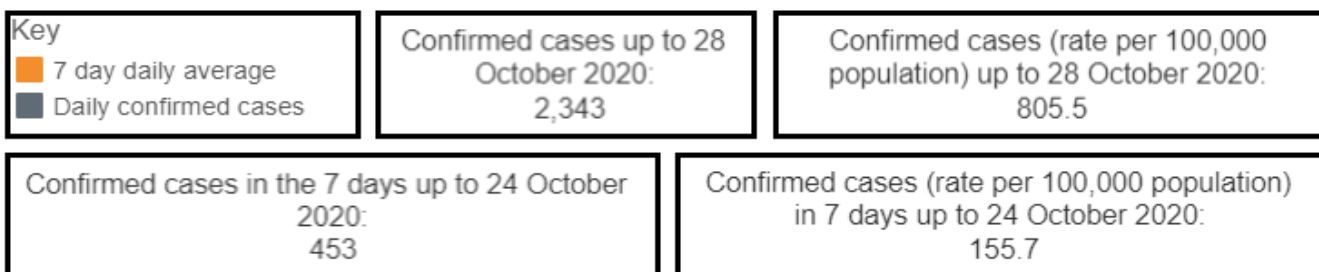 Key
7 day daily average
Daily confirmed cases
Confirmed cases up to 28
October 2020:
2,343
Confirmed cases (rate per 100,000
population) up to 28 October 2020:
805.5
Confirmed cases in the 7 days up to 24 October
2020:
453
Confirmed cases (rate per 100,000 population)
in 7 days up to 24 October 2020:
155.7